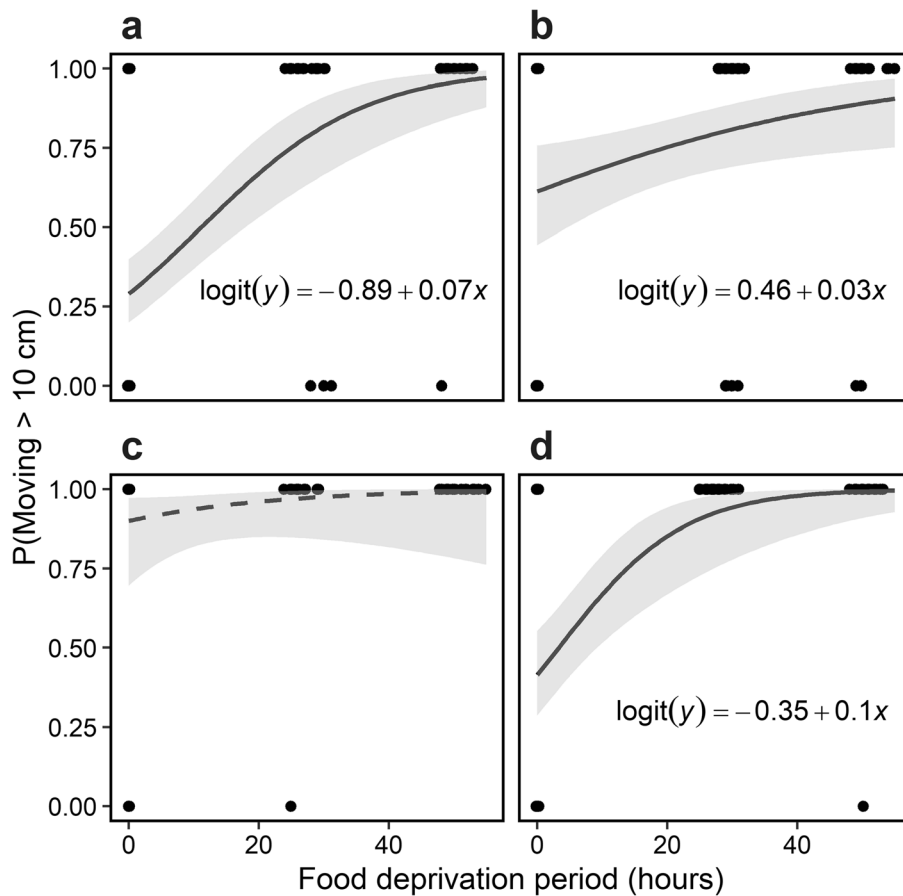 a
b
1.00
0.75
0.50
0.25
0.00
logit(y) = −0.89 + 0.07x
logit(y) = 0.46 + 0.03x
P(Moving > 10 cm)
c
d
1.00
0.75
0.50
0.25
0.00
logit(y) = −0.35 + 0.1x
0 20 40
0 20 40
Food deprivation period (hours)